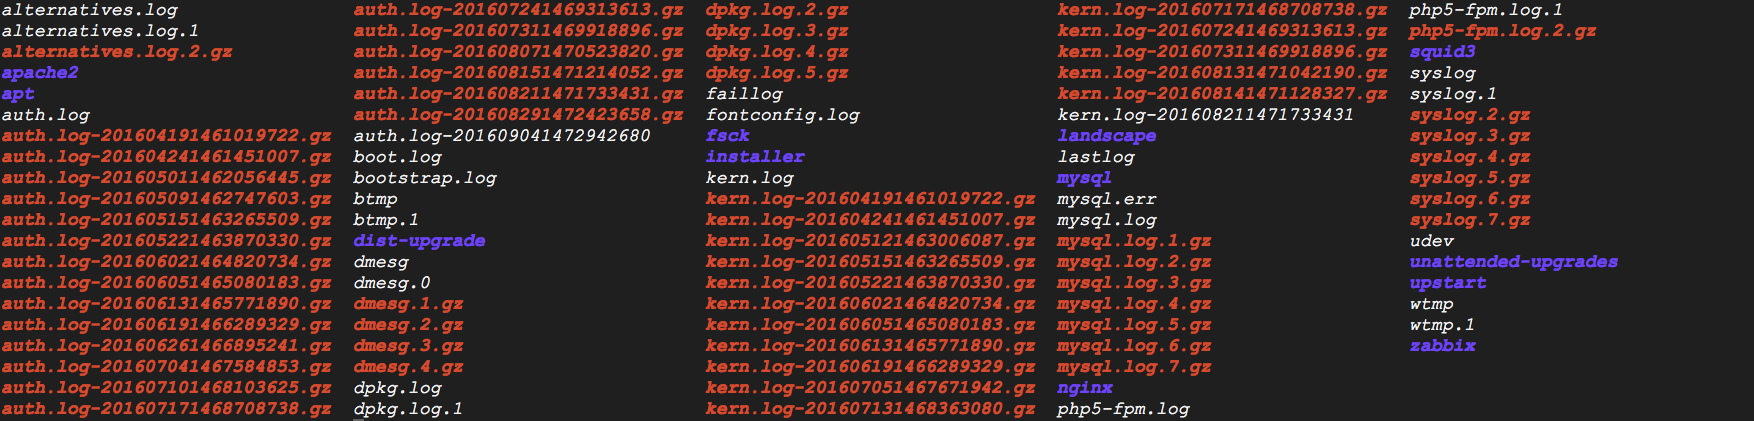 alternatives.log auth.log-201607241469313613.gz dpkg.log.2.gz kern.log-201607171468708738.gz php5-fpm.log.1
alternatives.log.1 auth.log-201607311469918896.gz dpkg.log.3.gz kern.log-201607241469313613.gz php5-fpm.log.2.gz
alternatives.log.2.gz auth.log-201608071470523820.gz dpkg.log.4.gz kern.log-201607311469918896.gz squid3
apache2 auth.log-201608151471214052.gz dpkg.log.5.gz kern.log-201608131471042190.gz syslog
apt auth.log-201608211471733431.gz faillog kern.log-201608141471128327.gz syslog.1
auth.log auth.log-201608291472423658.gz fontconfig.log kern.log-201608211471733431 syslog.2.gz
auth.log-201604191461019722.gz auth.log-201609041472942680 fsck landscape syslog.3.gz
auth.log-201604241461451007.gz boot.log installer lastlog syslog.4.gz
auth.log-201605011462056445.gz bootstrap.log kern.log mysql syslog.5.gz
auth.log-201605091462747603.gz btmp kern.log-201604191461019722.gz mysql.err syslog.6.gz
auth.log-201605151463265509.gz btmp.1 kern.log-201604241461451007.gz mysql.log syslog.7.gz
auth.log-201605221463870330.gz dist-upgrade kern.log-201605121463006087.gz mysql.log.1.gz udev
auth.log-201606021464820734.gz dmesg kern.log-201605151463265509.gz mysql.log.2.gz unattended-upgrades
auth.log-201606051465080183.gz dmesg.0 kern.log-201605221463870330.gz mysql.log.3.gz upstart
auth.log-201606131465771890.gz dmesg.1.gz kern.log-201606021464820734.gz mysql.log.4.gz wtmp
auth.log-201606191466289329.gz dmesg.2.gz kern.log-201606051465080183.gz mysql.log.5.gz wtmp.1
auth.log-201606261466895241.gz dmesg.3.gz kern.log-201606131465771890.gz mysql.log.6.gz zabbix
auth.log-201607041467584853.gz dmesg.4.gz kern.log-201606191466289329.gz mysql.log.7.gz
auth.log-201607101468103625.gz dpkg.log kern.log-201607051467671942.gz nginx
auth.log-201607171468708738.gz dpkg.log.1 kern.log-201607131468363080.gz php5-fpm.log